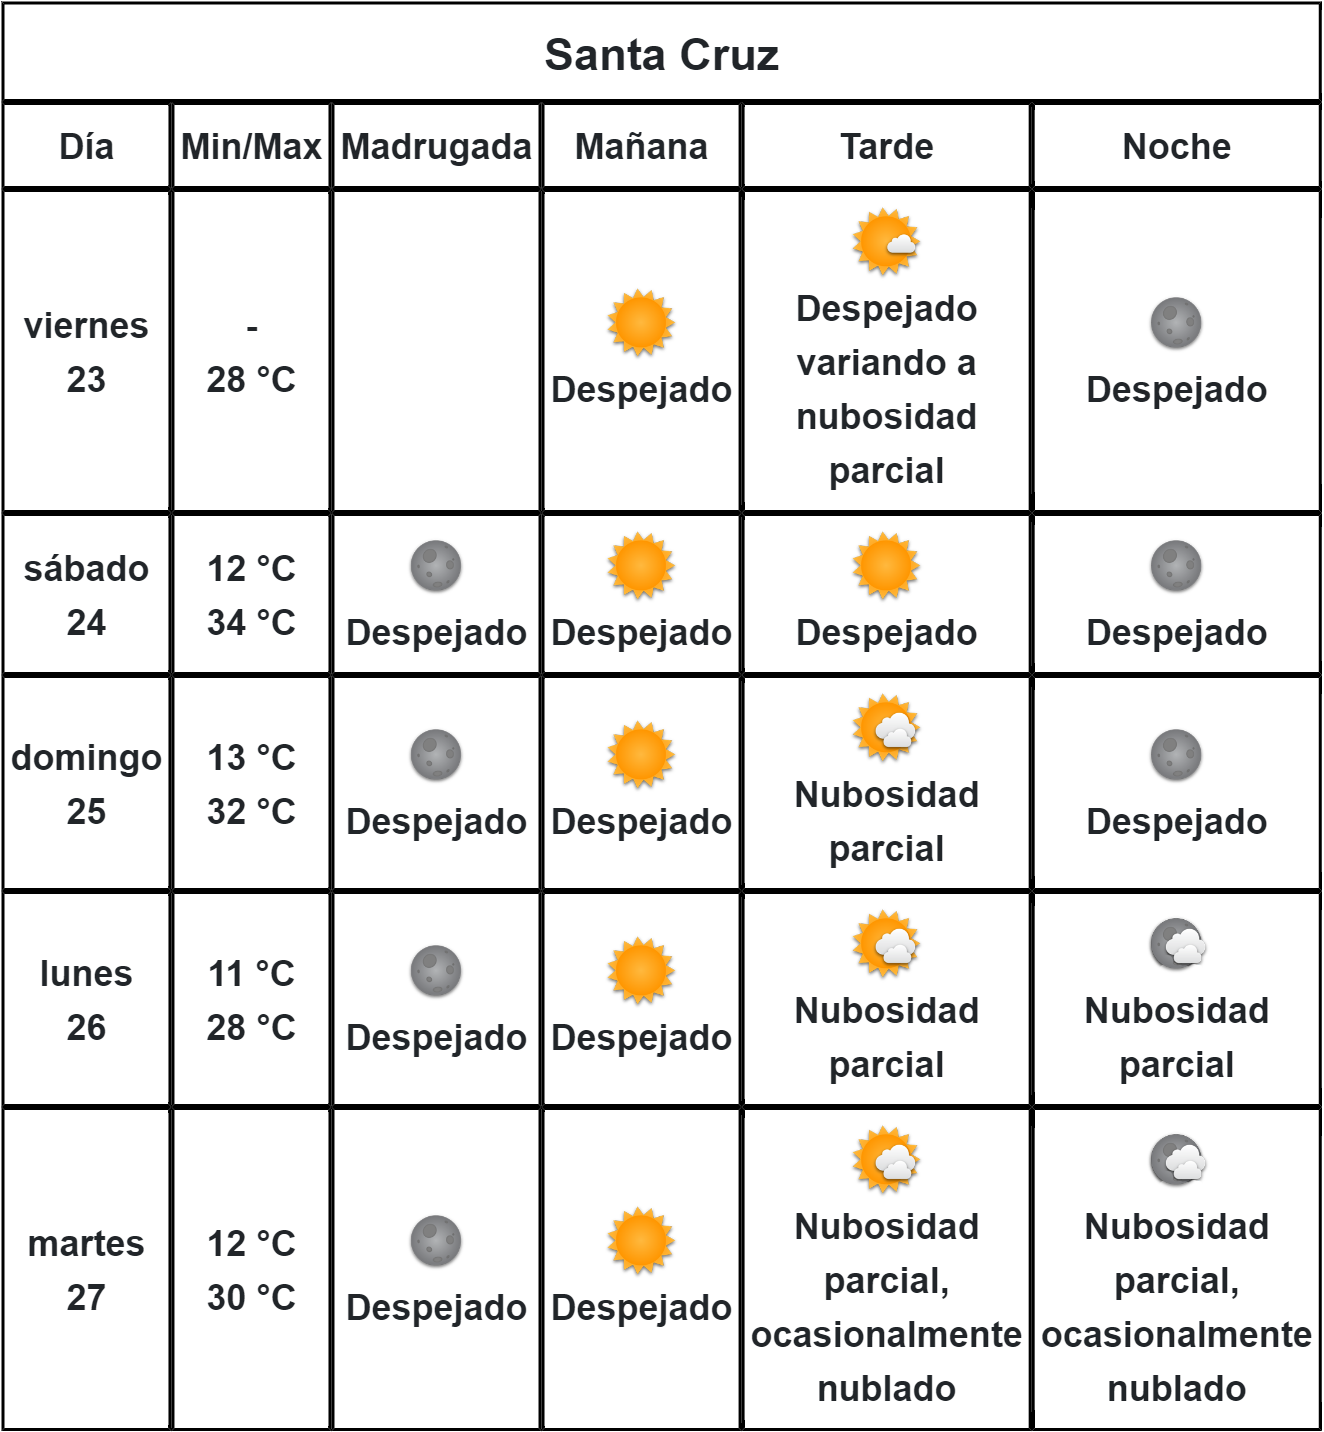 Santa Cruz
Día Min/Max Madrugada Mañana Tarde Noche
viernes
23
-
28 °C
Despejado
Despejado
variando a
nubosidad
parcial
Despejado
sábado
24
12 °C
34 °C
Despejado
Despejado
Despejado
Despejado
domingo
25
13 °C
32 °C
Despejado
Despejado
Nubosidad
parcial
Despejado
lunes
26
11 °C
28 °C
Despejado
Despejado
Nubosidad
parcial
Nubosidad
parcial
martes
27
12 °C
30 °C
Despejado
Despejado
Nubosidad
parcial,
ocasionalmente
nublado
Nubosidad
parcial,
ocasionalmente
nublado